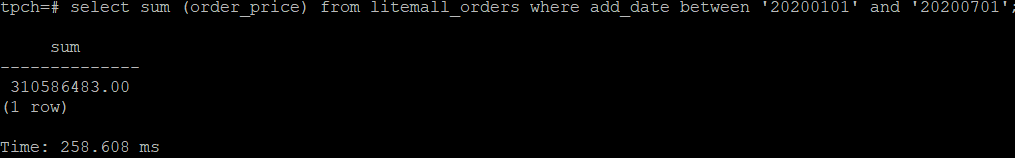 tpch=# select sum (order_price) from litemall_orders where add_date between '20200101' and '20200701';
sum
--------------
310586483.00
(1 row)
Time: 258.608 ms